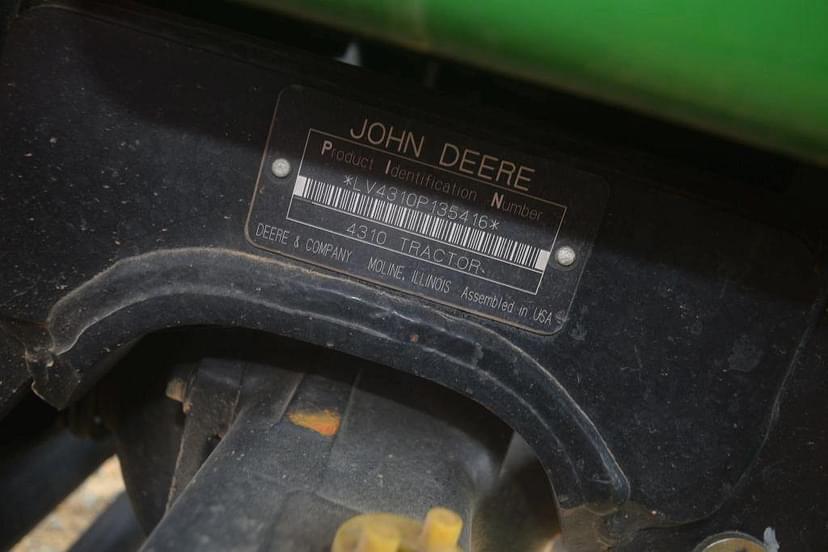 JOHN DEERE
Product Identification Number
*LV4310P135416*
4310 TRACTOR
DEERE & COMPANY MOLINE, ILLINOIS Assembled in USA